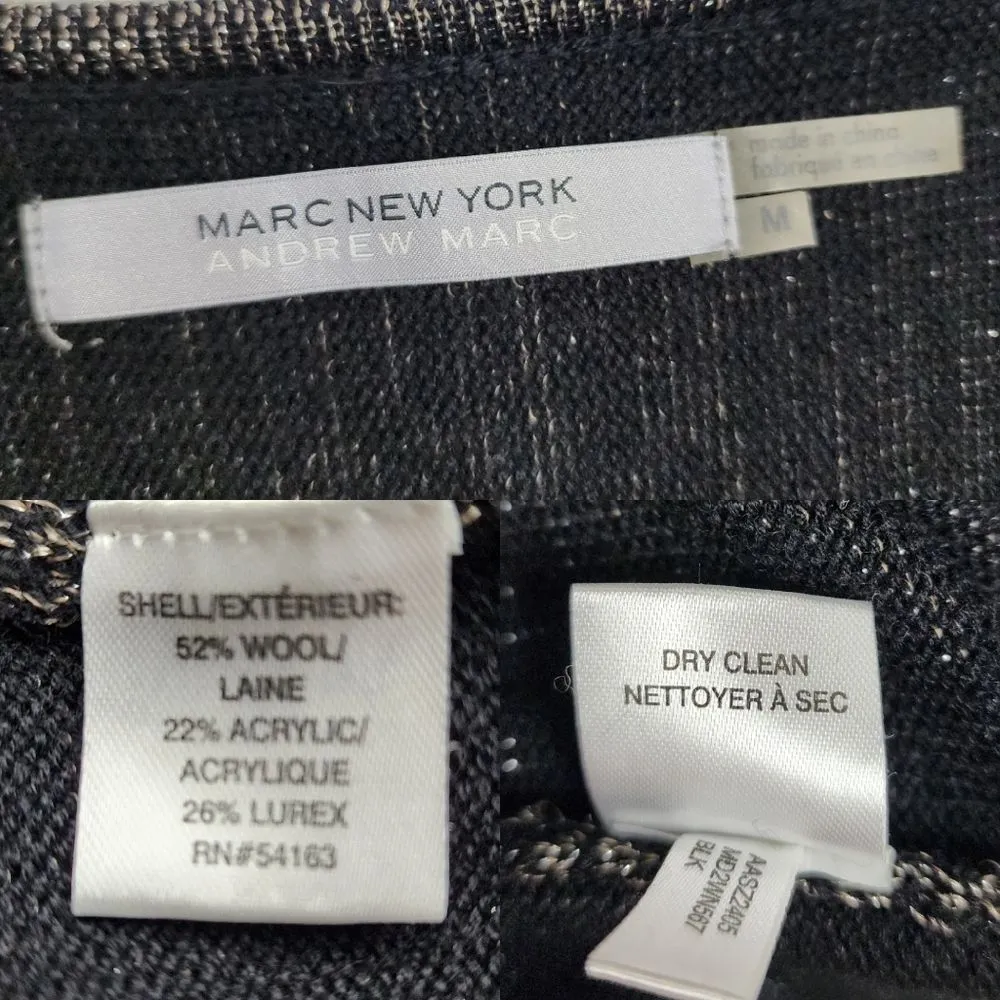 MARC NEW YORK
ANDREW MARC
made in china
fabriqué en chine
M
SHELL/EXTÉRIEUR:
52% WOOL/
LAINE
22% ACRYLIC/
ACRYLIQUE
26% LUREX
RN#54163
DRY CLEAN
NETTOYER À SEC
AASZ22405
MD2WN567
BLK